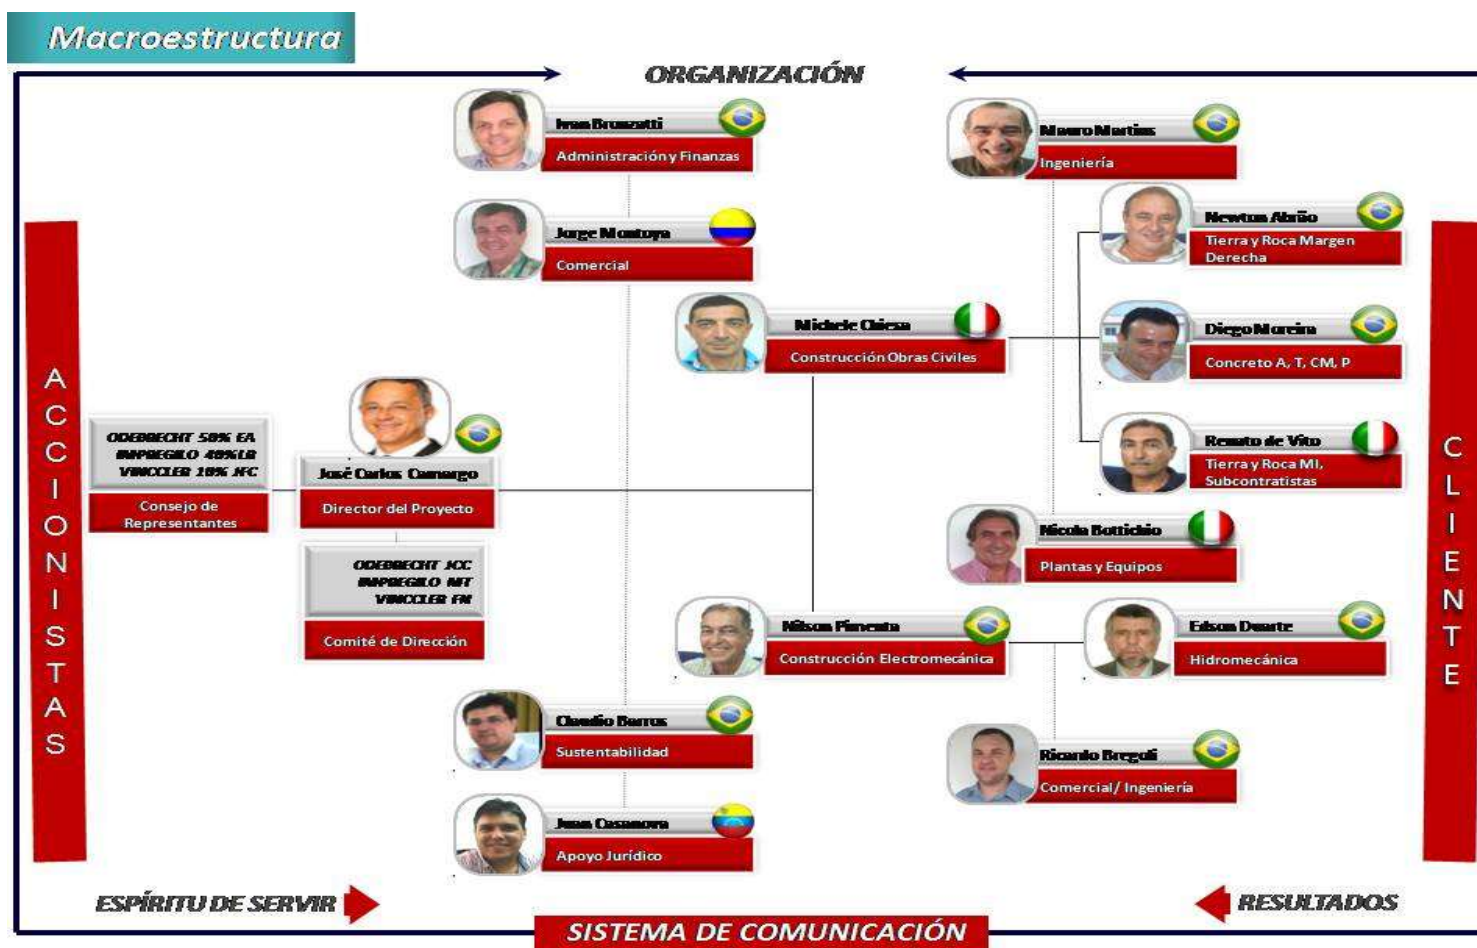 Macroestructura
ORGANIZACIÓN
Ivan Bronzatti
Administración y Finanzas
Mauro Martins
Ingeniería
Jorge Montoya
Comercial
Newton Abrão
Tierra y Roca Margen
Derecha
Michele Chiesa
Construcción Obras Civiles
Diego Moreira
Concreto A, T, CM, P
ACCIONISTAS
ODEBRECHT 50% EA
IMPREGILO 40% LB
VINCCLER 10% JFC
Consejo de
Representantes
José Carlos Camargo
Director del Proyecto
Renato de Vito
Tierra y Roca MI,
Subcontratistas
CLIENTE
ODEBRECHT JCC
IMPREGILO MT
VINCCLER FN
Comité de Dirección
Nicola Bottichio
Plantas y Equipos
Nilson Pimenta
Construcción Electromecánica
Edson Duarte
Hidromecánica
Claudio Barros
Sustentabilidad
Ricardo Bregoli
Comercial/ Ingeniería
Juan Casanova
Apoyo Jurídico
ESPÍRITU DE SERVIR
RESULTADOS
SISTEMA DE COMUNICACIÓN